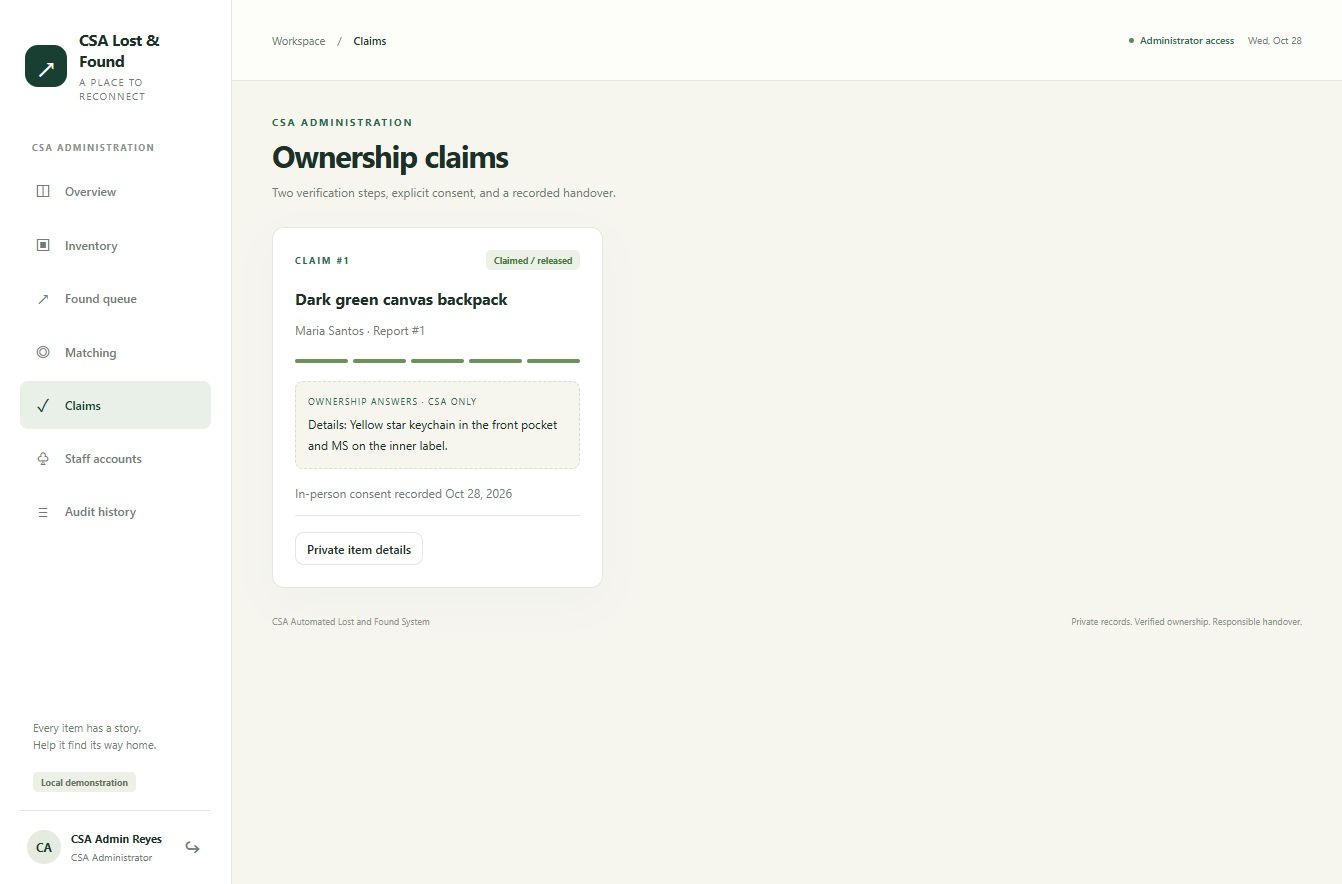 CSA Lost &
Found
A PLACE TO
RECONNECT
CSA ADMINISTRATION
Overview
Inventory
Found queue
Matching
Claims
Staff accounts
Audit history
Every item has a story.
Help it find its way home.
Local demonstration
CA
CSA Admin Reyes
CSA Administrator
Workspace / Claims
Administrator access Wed, Oct 28
CSA ADMINISTRATION
Ownership claims
Two verification steps, explicit consent, and a recorded handover.
CLAIM #1 Claimed / released
Dark green canvas backpack
Maria Santos · Report #1
OWNERSHIP ANSWERS · CSA ONLY
Details: Yellow star keychain in the front pocket
and MS on the inner label.
In-person consent recorded Oct 28, 2026
Private item details
CSA Automated Lost and Found System
Private records. Verified ownership. Responsible handover.